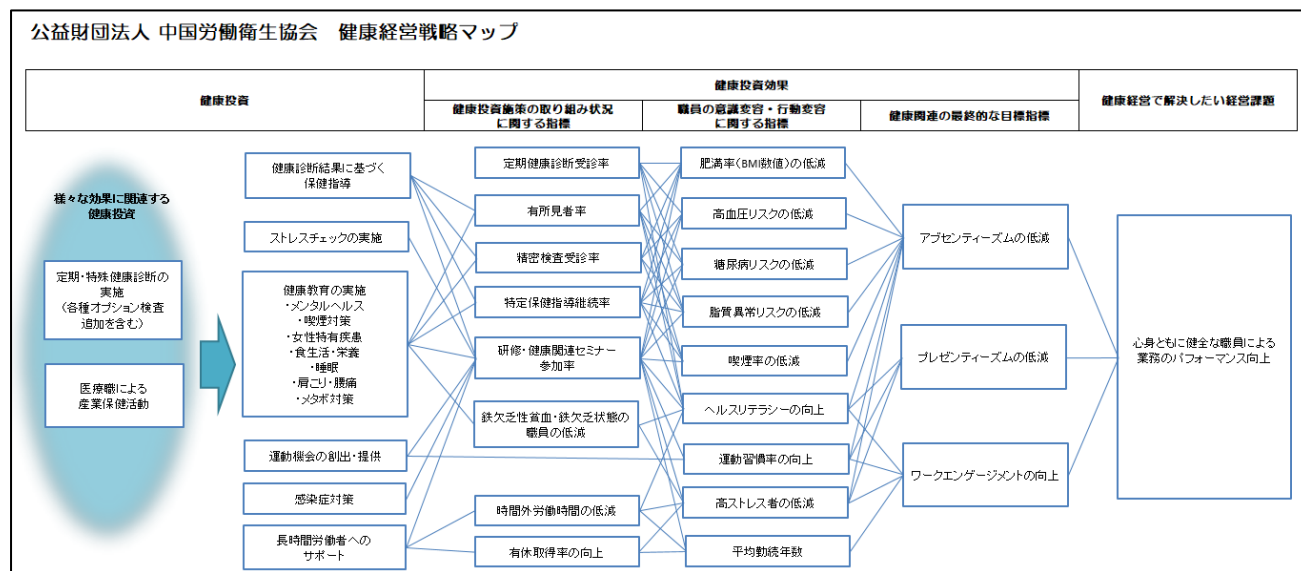 公益財団法人 中国労働衛生協会　健康経営戦略マップ
健康投資
健康投資効果
健康経営で解決したい経営課題
健康投資施策の取り組み状況
に関する指標
職員の意識変容・行動変容
に関する指標
健康関連の最終的な目標指標
様々な効果に関連する
健康投資
定期・特殊健康診断の
実施
(各種オプション検査
追加を含む)
医療職による
産業保健活動
健康診断結果に基づく
保健指導
ストレスチェックの実施
健康教育の実施
・メンタルヘルス
・喫煙対策
・女性特有疾患
・食生活・栄養
・睡眠
・肩こり・腰痛
・メタボ対策
運動機会の創出・提供
感染症対策
長時間労働者への
サポート
定期健康診断受診率
有所見者率
精密検査受診率
特定保健指導継続率
研修・健康関連セミナー
参加率
鉄欠乏性貧血・鉄欠乏状態の
職員の低減
時間外労働時間の低減
有休取得率の向上
肥満率(BMI数値)の低減
高血圧リスクの低減
糖尿病リスクの低減
脂質異常リスクの低減
喫煙率の低減
ヘルスリテラシーの向上
運動習慣率の向上
高ストレス者の低減
平均勤続年数
アブセンティーズムの低減
プレゼンティーズムの低減
ワークエンゲージメントの向上
心身ともに健全な職員による
業務のパフォーマンス向上